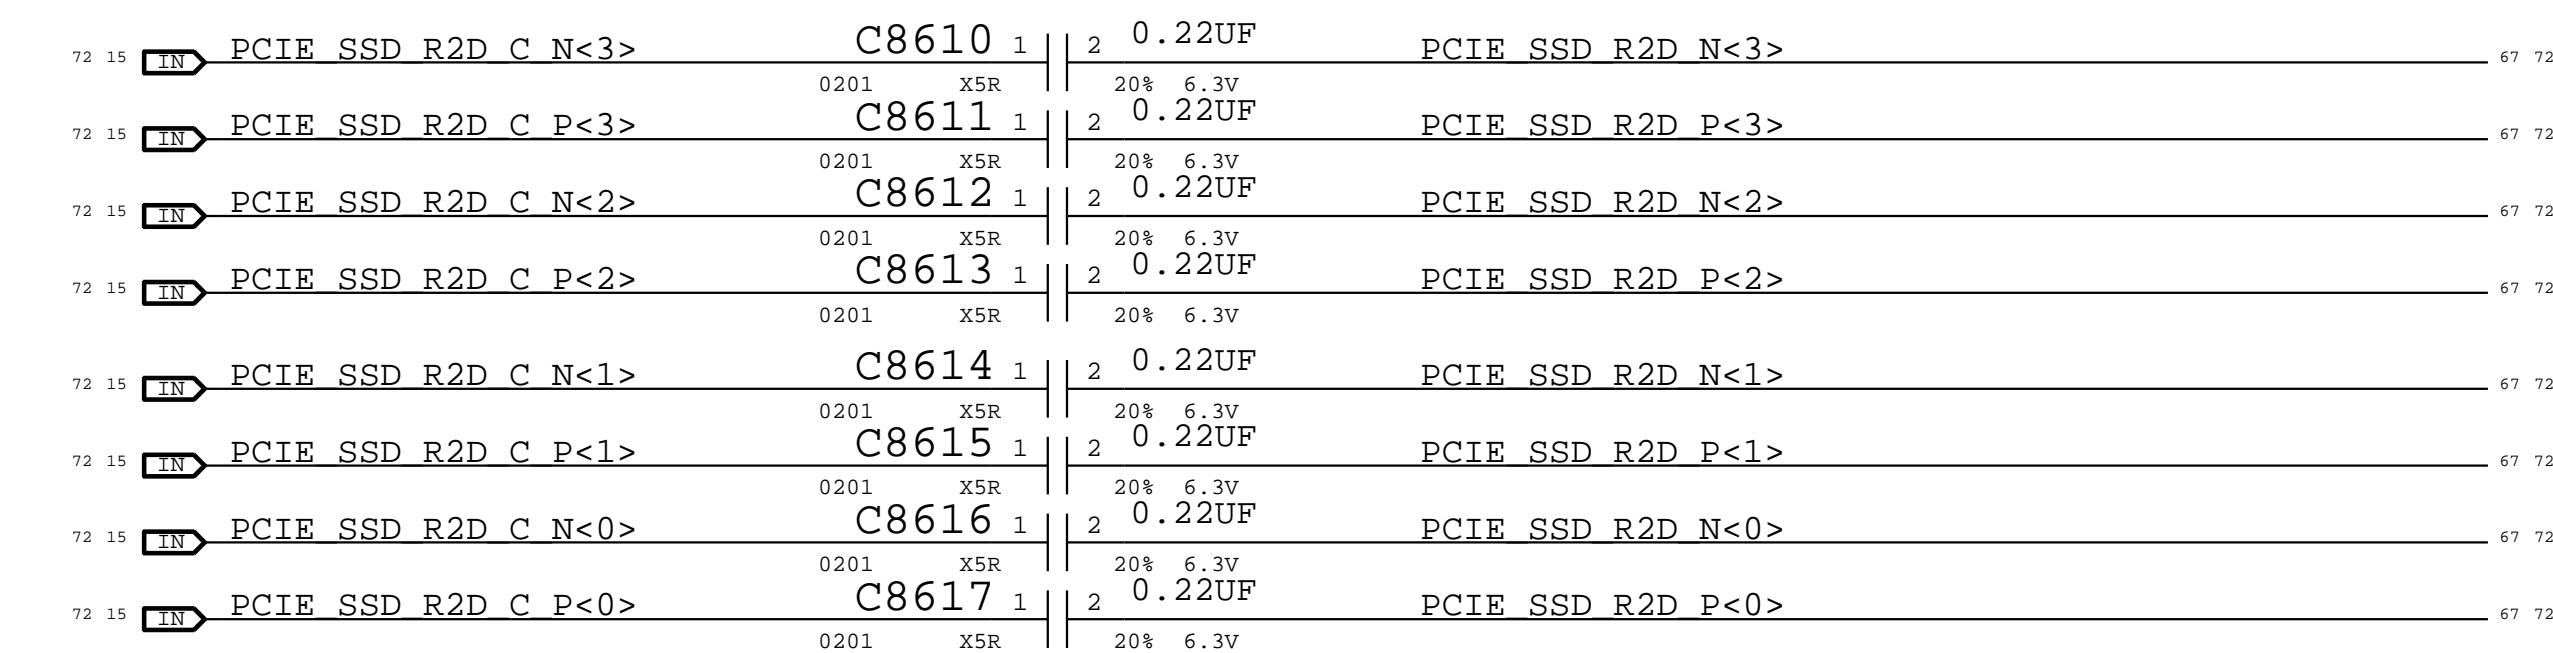 72 15 IN PCIE_SSD_R2D_C_N<3> C8610 1 2 0.22UF PCIE_SSD_R2D_N<3> 67 72
0201 X5R 20% 6.3V
72 15 IN PCIE_SSD_R2D_C_P<3> C8611 1 2 0.22UF PCIE_SSD_R2D_P<3> 67 72
0201 X5R 20% 6.3V
72 15 IN PCIE_SSD_R2D_C_N<2> C8612 1 2 0.22UF PCIE_SSD_R2D_N<2> 67 72
0201 X5R 20% 6.3V
72 15 IN PCIE_SSD_R2D_C_P<2> C8613 1 2 0.22UF PCIE_SSD_R2D_P<2> 67 72
0201 X5R 20% 6.3V
72 15 IN PCIE_SSD_R2D_C_N<1> C8614 1 2 0.22UF PCIE_SSD_R2D_N<1> 67 72
0201 X5R 20% 6.3V
72 15 IN PCIE_SSD_R2D_C_P<1> C8615 1 2 0.22UF PCIE_SSD_R2D_P<1> 67 72
0201 X5R 20% 6.3V
72 15 IN PCIE_SSD_R2D_C_N<0> C8616 1 2 0.22UF PCIE_SSD_R2D_N<0> 67 72
0201 X5R 20% 6.3V
72 15 IN PCIE_SSD_R2D_C_P<0> C8617 1 2 0.22UF PCIE_SSD_R2D_P<0> 67 72
0201 X5R 20% 6.3V